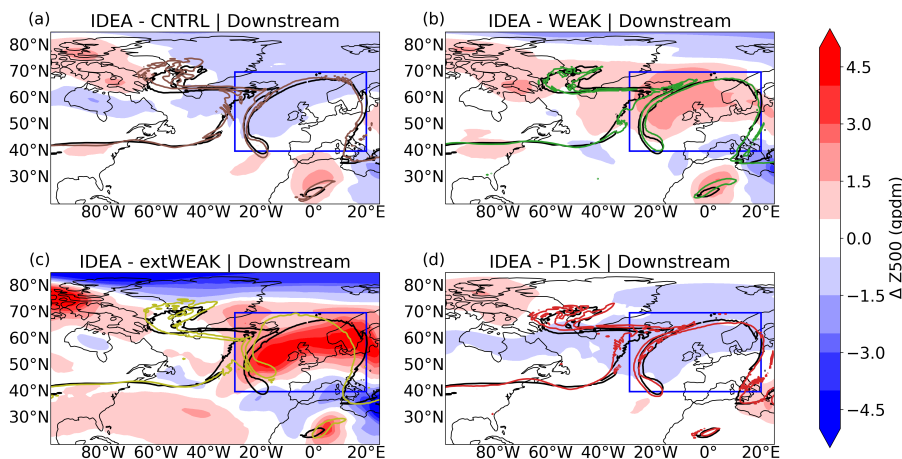 (a) IDEA - CNTRL | Downstream
80°N
70°N
60°N
50°N
40°N
30°N
80°W 60°W 40°W 20°W 0° 20°E
(b) IDEA - WEAK | Downstream
80°N
70°N
60°N
50°N
40°N
30°N
80°W 60°W 40°W 20°W 0° 20°E
(c) IDEA - extWEAK | Downstream
80°N
70°N
60°N
50°N
40°N
30°N
80°W 60°W 40°W 20°W 0° 20°E
(d) IDEA - P1.5K | Downstream
80°N
70°N
60°N
50°N
40°N
30°N
80°W 60°W 40°W 20°W 0° 20°E
4.5
3.0
1.5
0.0
−1.5
−3.0
−4.5
Δ Z500 (gpdm)